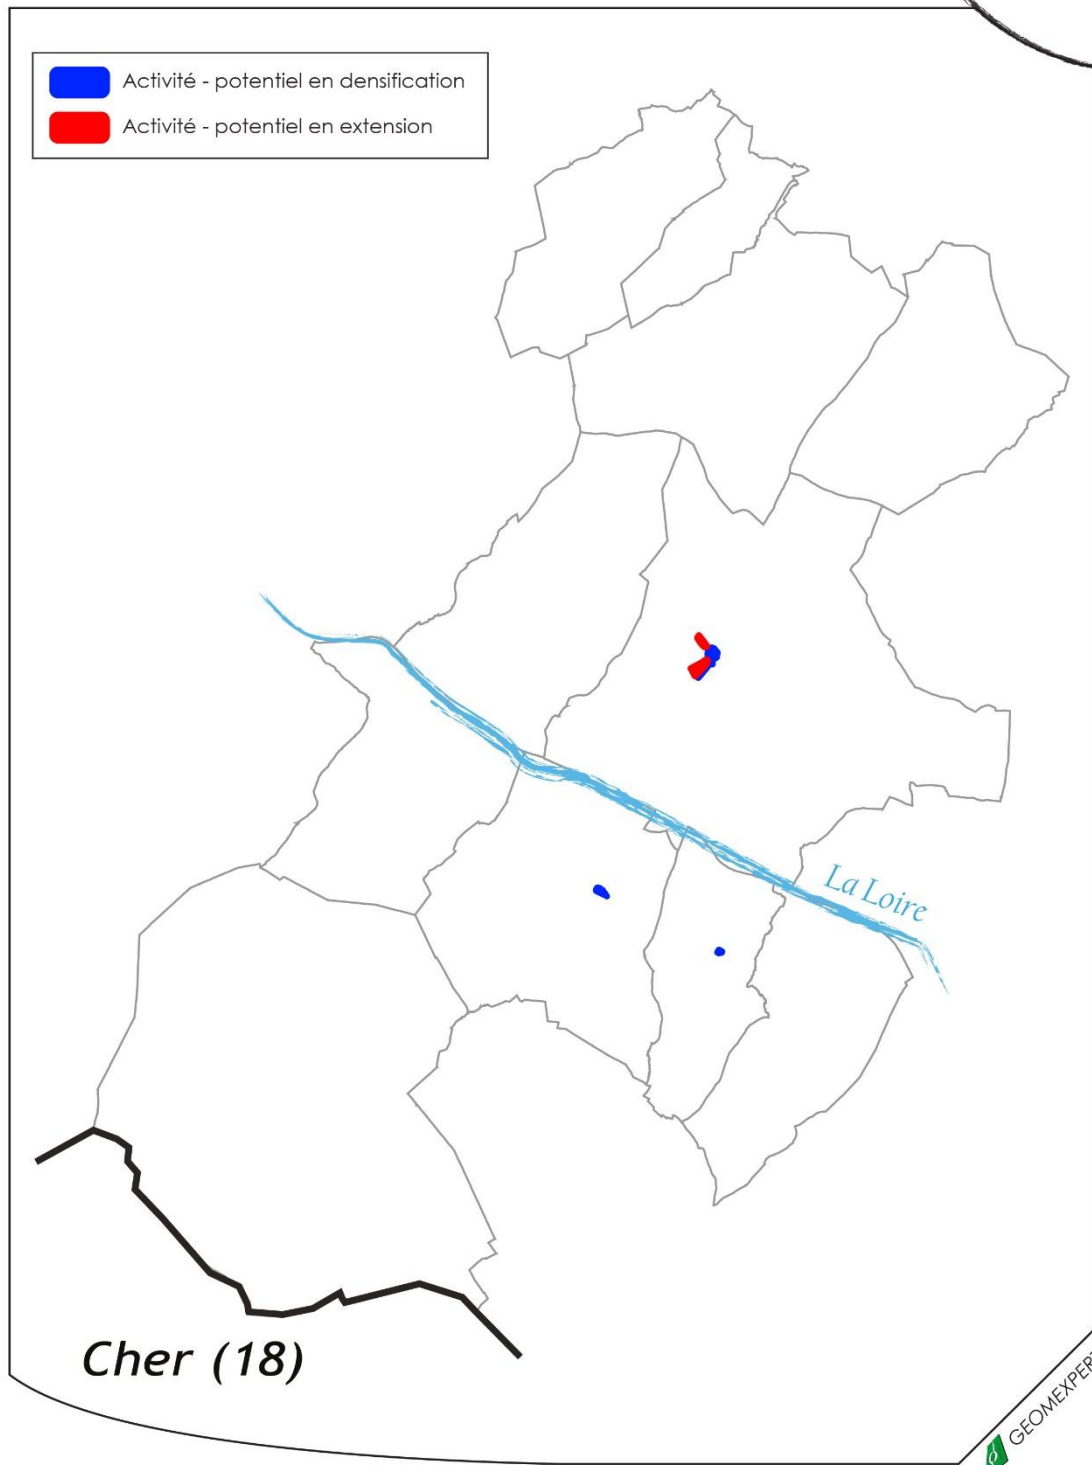 Activité - potentiel en densification
Activité - potentiel en extension
La Loire
Cher (18)
GEOMEXPERT